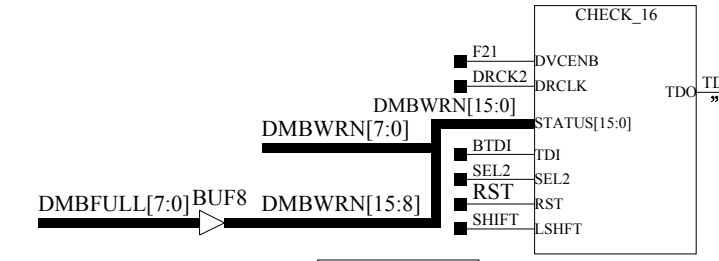 CHECK_16
F21
DVCENB
DRCK2
DRCLK
TDO
DMBWRN[15:0]
STATUS[15:0]
DMBWRN[7:0]
BTDI
TDI
SEL2
SEL2
DMBFULL[7:0]
BUF8
DMBWRN[15:8]
RST
RST
SHIFT
LSHFT